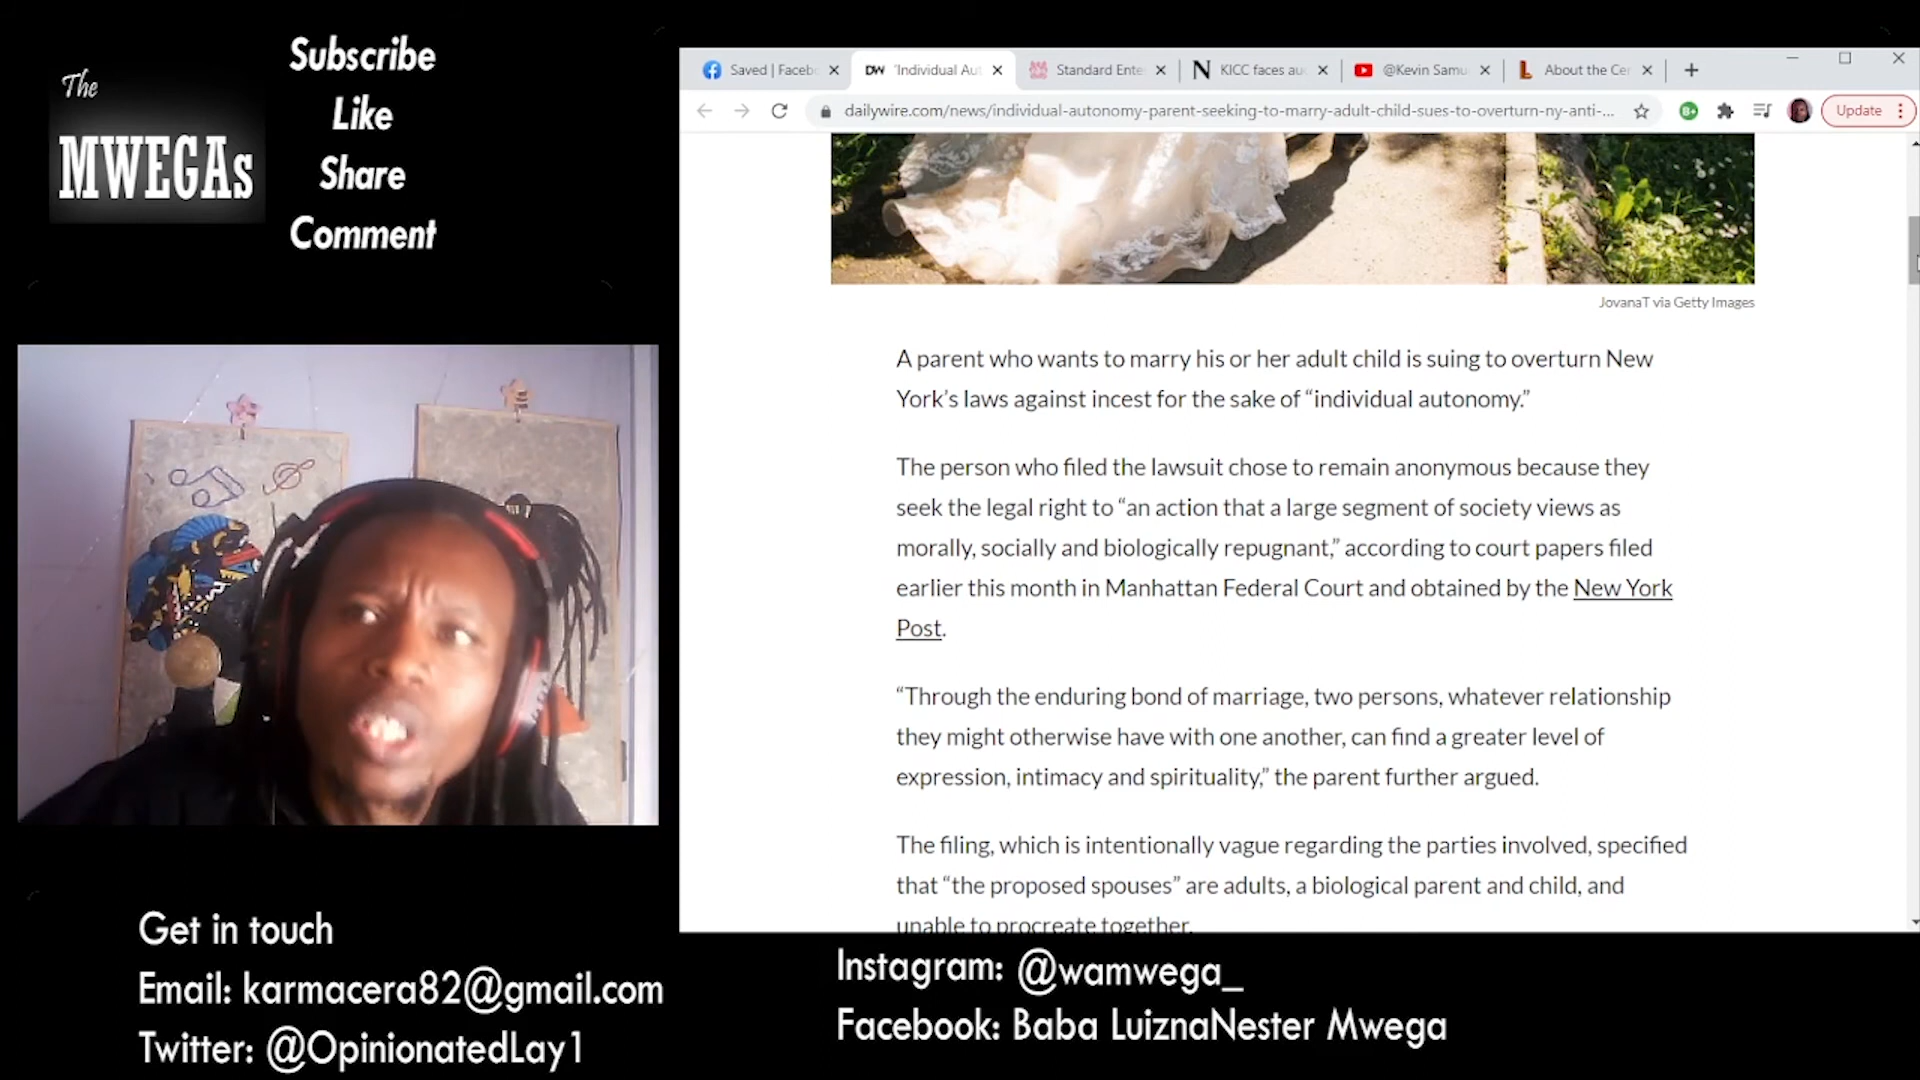 The
MWEGAs
Subscribe
Like
Share
Comment
Saved | Faceb
DW
'Individual Aut
Standard Ente
N
KICC faces au
@Kevin Samu
L
About the Cer
dailywire.com/news/individual-autonomy-parent-seeking-to-marry-adult-child-sues-to-overturn-ny-anti-...
B+
Update
JovanaT via Getty Images
A parent who wants to marry his or her adult child is suing to overturn New
York's laws against incest for the sake of “individual autonomy.”
The person who filed the lawsuit chose to remain anonymous because they
seek the legal right to “an action that a large segment of society views as
morally, socially and biologically repugnant,” according to court papers filed
earlier this month in Manhattan Federal Court and obtained by the New York
Post.
“Through the enduring bond of marriage, two persons, whatever relationship
they might otherwise have with one another, can find a greater level of
expression, intimacy and spirituality,” the parent further argued.
The filing, which is intentionally vague regarding the parties involved, specified
that “the proposed spouses” are adults, a biological parent and child, and
unable to procreate together.
Get in touch
Email: karmacera82@gmail.com
Twitter: @OpinionatedLay1
Instagram: @wamwega_
Facebook: Baba LuiznaNester Mwega